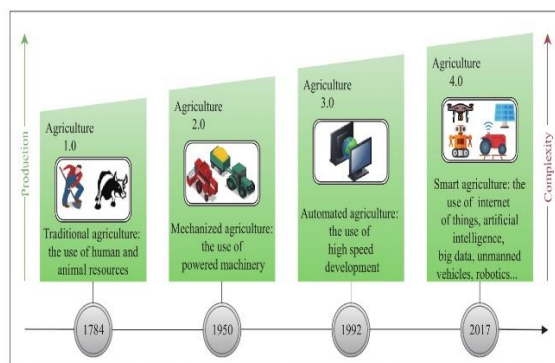 Production
Agriculture
1.0
Traditional agriculture:
the use of human and
animal resources
Agriculture
2.0
Mechanized agriculture:
the use of
powered machinery
Agriculture
3.0
Automated agriculture:
the use of
high speed
development
Agriculture
4.0
Smart agriculture: the
use of internet
of things, artificial
intelligence,
big data, unmanned
vehicles, robotics...
Complexity
1784
1950
1992
2017